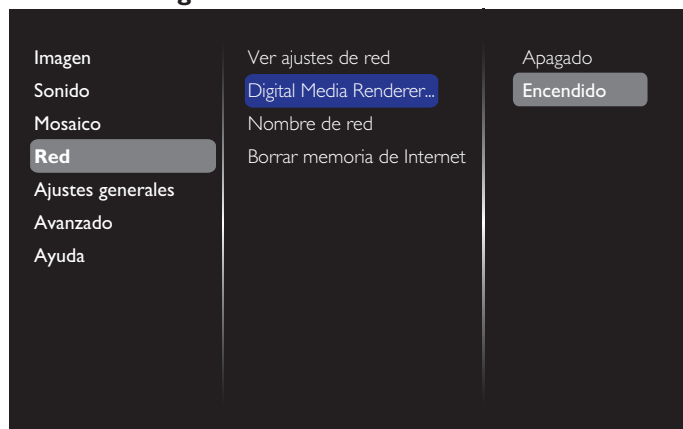 Imagen
Sonido
Mosaico
Red
Ajustes generales
Avanzado
Ayuda
Ver ajustes de red
Digital Media Renderer...
Nombre de red
Borrar memoria de Internet
Apagado
Encendido